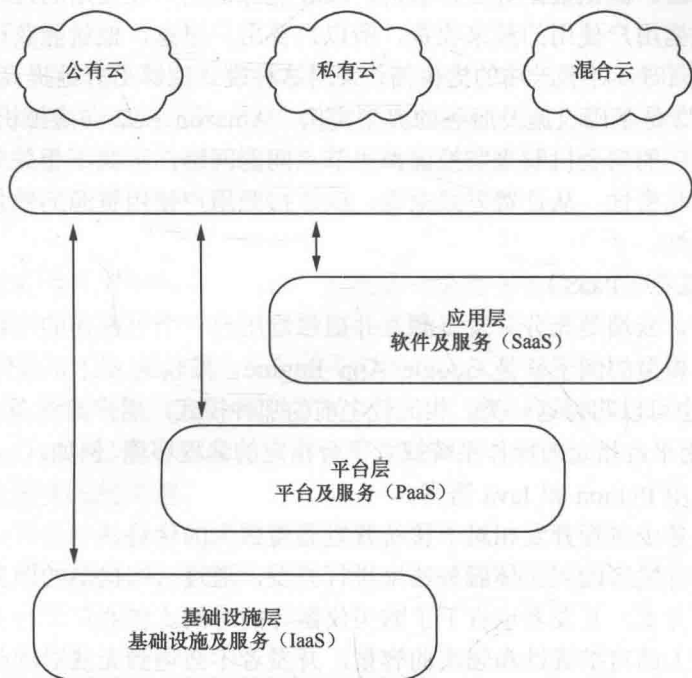 公有云
私有云
混合云
应用层
软件及服务（SaaS）
平台层
平台及服务（PaaS）
基础设施层
基础设施及服务（IaaS）